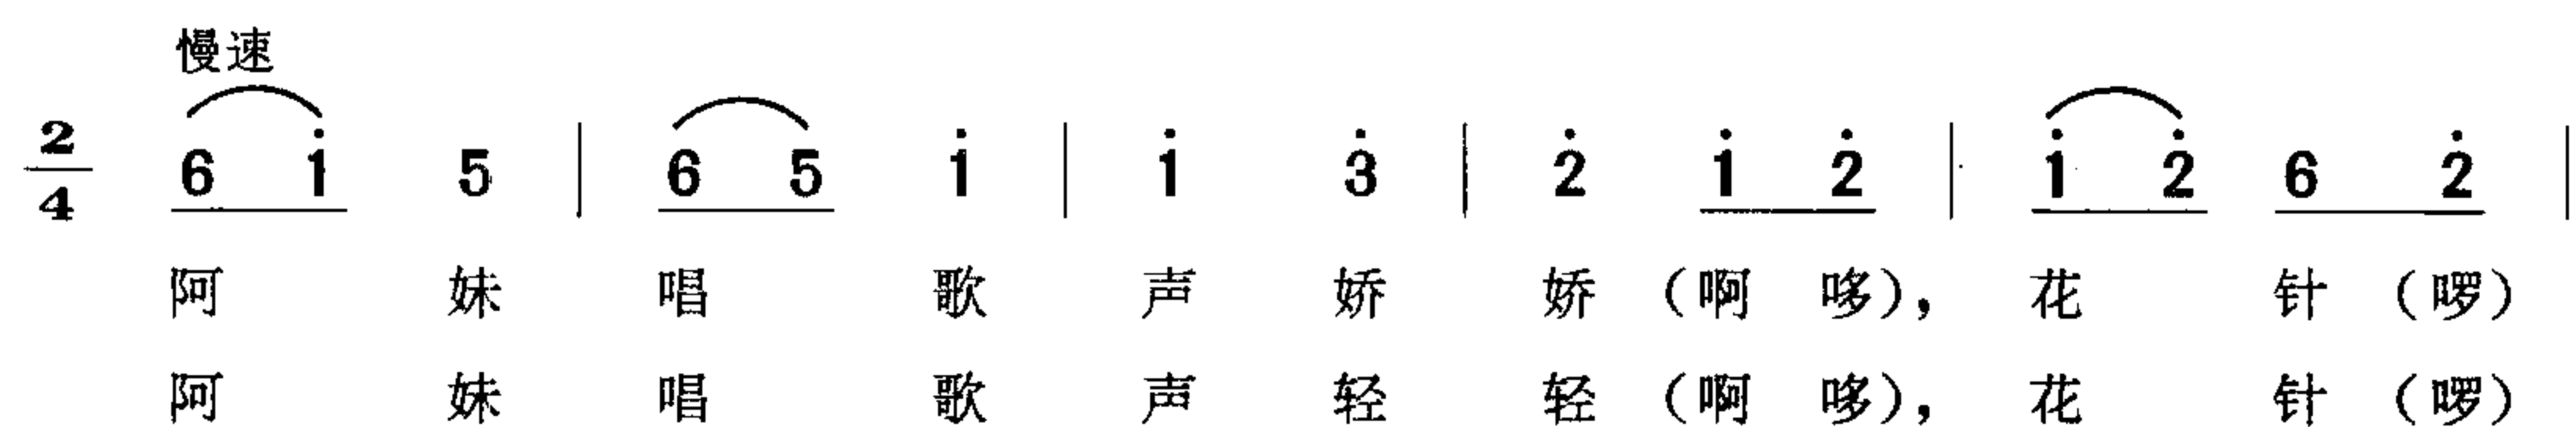 慢速
2/4 6 i 5 | 6 5 i | i 3̇ | 2̇ i 2̇ | i 2̇ 6 2̇ |
阿 妹 唱 歌 声 娇 娇 (啊 哆), 花 针 (啰)
阿 妹 唱 歌 声 轻 轻 (啊 哆), 花 针 (啰)